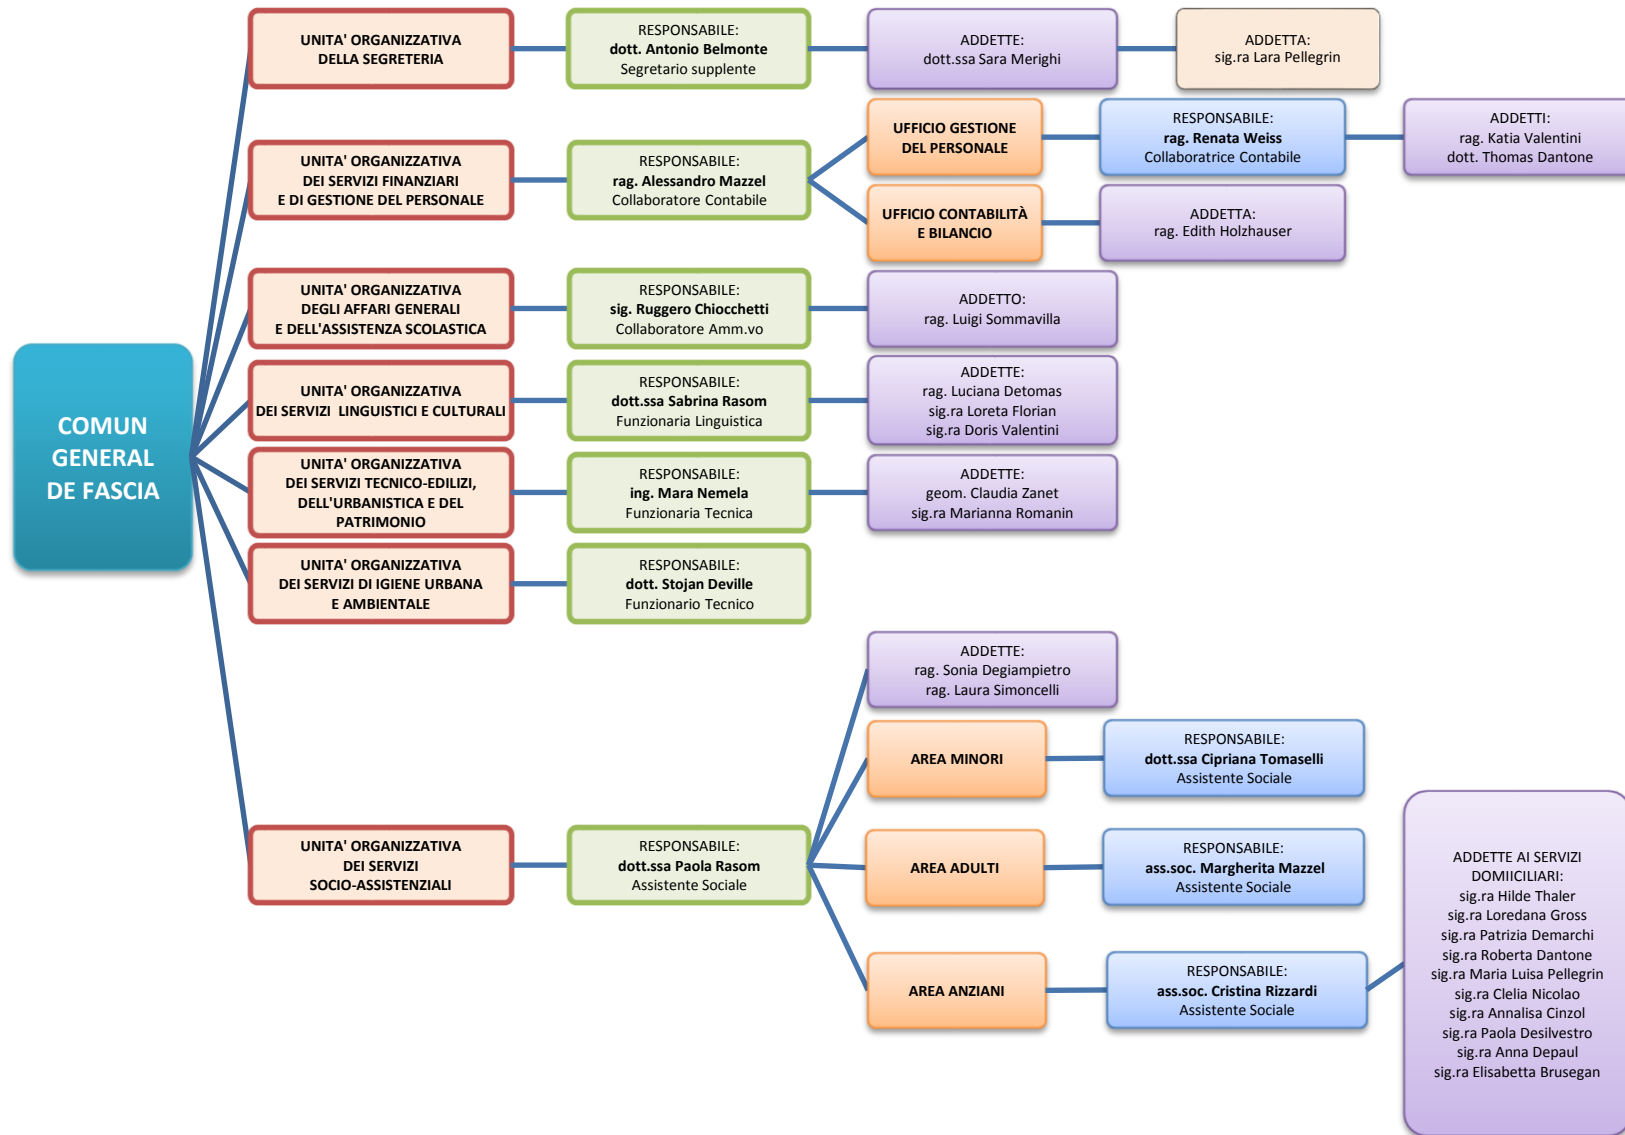 COMUN
GENERAL
DE FASCIA
UNITA' ORGANIZZATIVA
DELLA SEGRETERIA
RESPONSABILE:
dott. Antonio Belmonte
Segretario supplente
ADDETTE:
dott.ssa Sara Merighi
ADDETTA:
sig.ra Lara Pellegrin
UNITA' ORGANIZZATIVA
DEI SERVIZI FINANZIARI
E DI GESTIONE DEL PERSONALE
RESPONSABILE:
rag. Alessandro Mazzel
Collaboratore Contabile
UFFICIO GESTIONE
DEL PERSONALE
RESPONSABILE:
rag. Renata Weiss
Collaboratrice Contabile
ADDETTI:
rag. Katia Valentini
dott. Thomas Dantone
UFFICIO CONTABILITÀ
E BILANCIO
ADDETTA:
rag. Edith Holzhauser
UNITA' ORGANIZZATIVA
DEGLI AFFARI GENERALI
E DELL'ASSISTENZA SCOLASTICA
RESPONSABILE:
sig. Ruggero Chiocchetti
Collaboratore Amm.vo
ADDETTO:
rag. Luigi Sommavilla
UNITA' ORGANIZZATIVA
DEI SERVIZI LINGUISTICI E CULTURALI
RESPONSABILE:
dott.ssa Sabrina Rasom
Funzionaria Linguistica
ADDETTE:
rag. Luciana Detomas
sig.ra Loreta Florian
sig.ra Doris Valentini
UNITA' ORGANIZZATIVA
DEI SERVIZI TECNICO-EDILIZI,
DELL'URBANISTICA E DEL
PATRIMONIO
RESPONSABILE:
ing. Mara Nemela
Funzionaria Tecnica
ADDETTE:
geom. Claudia Zanet
sig.ra Marianna Romanin
UNITA' ORGANIZZATIVA
DEI SERVIZI DI IGIENE URBANA
E AMBIENTALE
RESPONSABILE:
dott. Stojan Deville
Funzionario Tecnico
UNITA' ORGANIZZATIVA
DEI SERVIZI
SOCIO-ASSISTENZIALI
RESPONSABILE:
dott.ssa Paola Rasom
Assistente Sociale
ADDETTE:
rag. Sonia Degiampietro
rag. Laura Simoncelli
AREA MINORI
RESPONSABILE:
dott.ssa Cipriana Tomaselli
Assistente Sociale
AREA ADULTI
RESPONSABILE:
ass.soc. Margherita Mazzel
Assistente Sociale
AREA ANZIANI
RESPONSABILE:
ass.soc. Cristina Rizzardi
Assistente Sociale
ADDETTE AI SERVIZI
DOMIICILIARI:
sig.ra Hilde Thaler
sig.ra Loredana Gross
sig.ra Patrizia Demarchi
sig.ra Roberta Dantone
sig.ra Maria Luisa Pellegrin
sig.ra Clelia Nicolao
sig.ra Annalisa Cinzol
sig.ra Paola Desilvestro
sig.ra Anna Depaul
sig.ra Elisabetta Brusegan